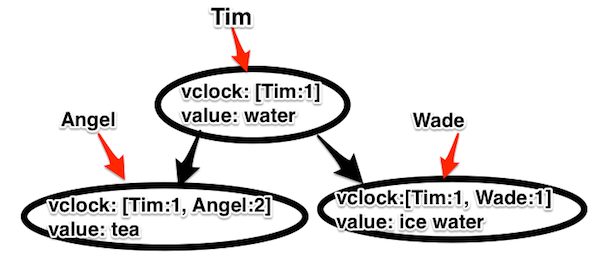 Tim
vclock: [Tim:1]
value: water
Angel
Wade
vclock: [Tim:1, Angel:2]
value: tea
vclock:[Tim:1, Wade:1]
value: ice water